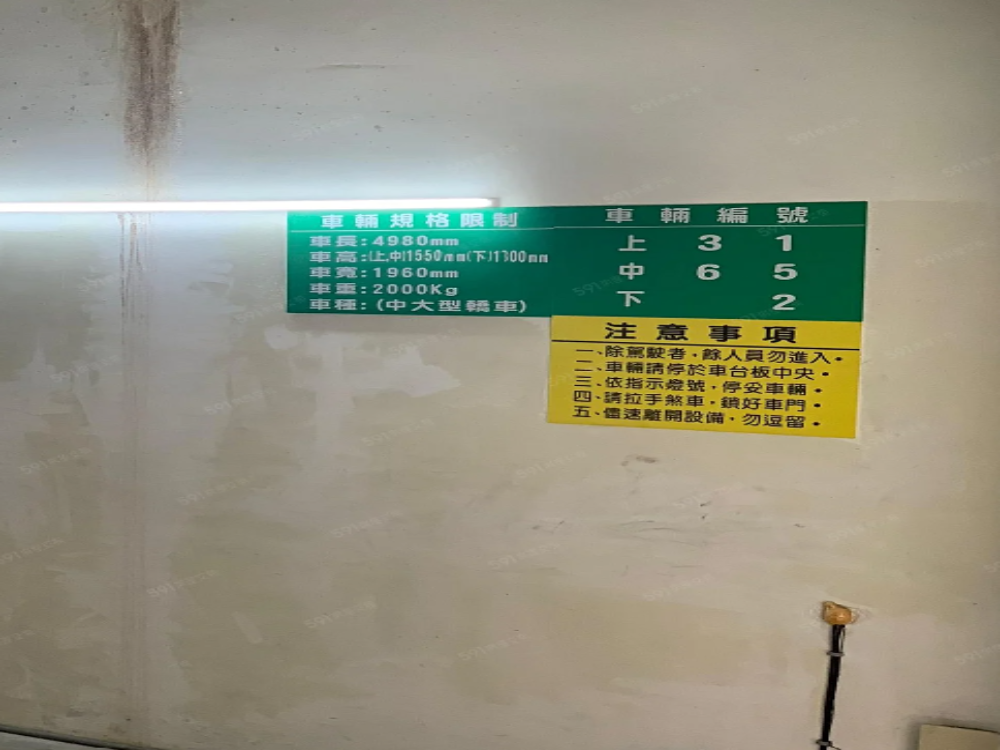 車輛規格限制
車長:4980mm
車高:(上,中)1550mm(下)1700mm
車寬:1960mm
車重:2000Kg
車種:(中大型轎車)
車輛編號
上 3 1
中 6 5
下 2
注意事項
一、除駕駛者,餘人員勿進入。
二、車輛請停於車台板中央。
三、依指示燈號,停妥車輛。
四、請拉手煞車,鎖好車門。
五、儘速離開設備,勿逗留。